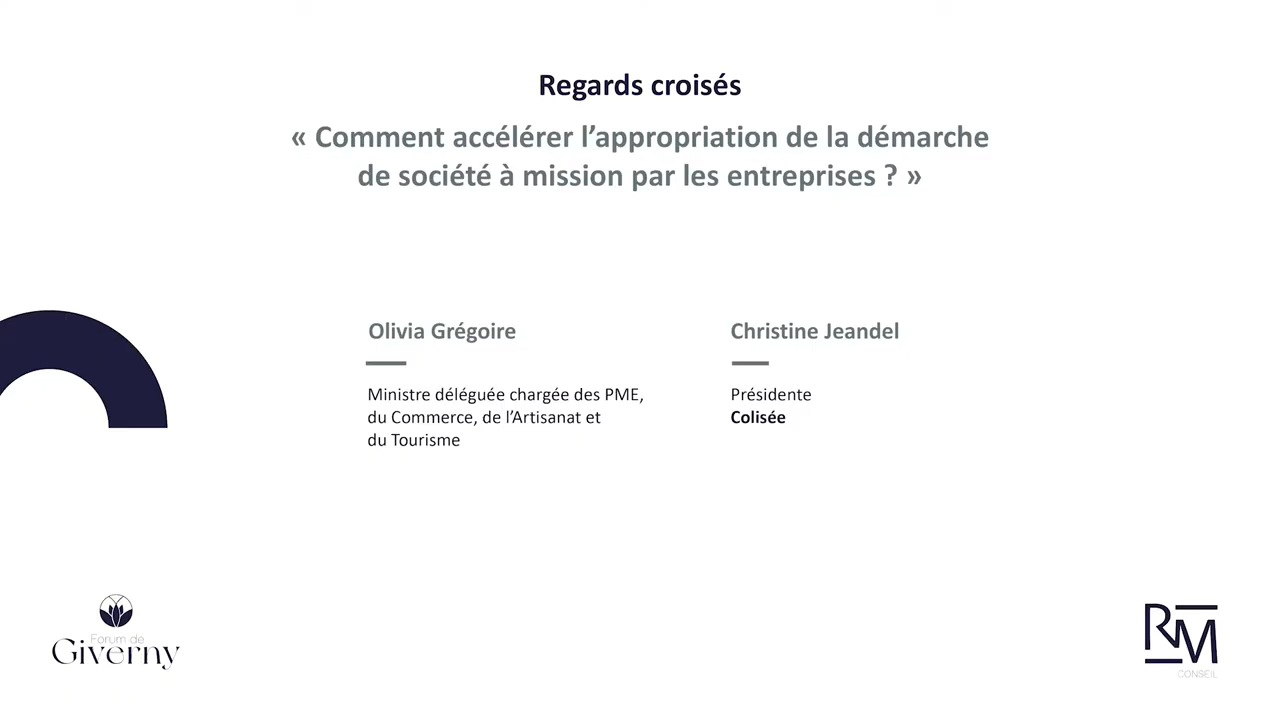 Regards croisés
« Comment accélérer l’appropriation de la démarche
de société à mission par les entreprises ? »
Olivia Grégoire
Ministre déléguée chargée des PME,
du Commerce, de l’Artisanat et
du Tourisme
Christine Jeandel
Présidente
Colisée
Forum de
Giverny
RM
CONSEIL